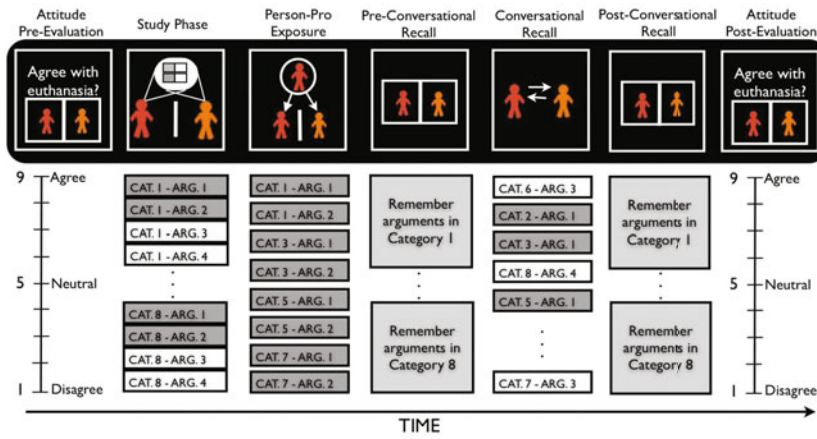 Attitude
Pre-Evaluation
Study Phase
Person-Pro
Exposure
Pre-Conversational
Recall
Conversational
Recall
Post-Conversational
Recall
Attitude
Post-Evaluation
Agree with
euthanasia?
Agree with
euthanasia?
9 Agree
5 Neutral
1 Disagree
CAT. 1 - ARG. 1
CAT. 1 - ARG. 2
CAT. 1 - ARG. 3
CAT. 1 - ARG. 4
CAT. 8 - ARG. 1
CAT. 8 - ARG. 2
CAT. 8 - ARG. 3
CAT. 8 - ARG. 4
CAT. 1 - ARG. 1
CAT. 1 - ARG. 2
CAT. 3 - ARG. 1
CAT. 3 - ARG. 2
CAT. 5 - ARG. 1
CAT. 5 - ARG. 2
CAT. 7 - ARG. 1
CAT. 7 - ARG. 2
Remember
arguments in
Category 1
Remember
arguments in
Category 8
CAT. 6 - ARG. 3
CAT. 2 - ARG. 1
CAT. 3 - ARG. 1
CAT. 8 - ARG. 4
CAT. 5 - ARG. 1
CAT. 7 - ARG. 3
Remember
arguments in
Category 1
Remember
arguments in
Category 8
9 Agree
5 Neutral
1 Disagree
TIME